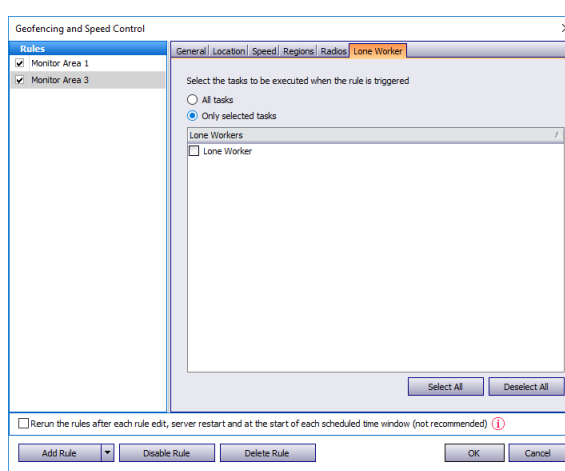 Geofencing and Speed Control
Rules
Monitor Area 1
Monitor Area 3
General Location Speed Regions Radios Lone Worker
Select the tasks to be executed when the rule is triggered
All tasks
Only selected tasks
Lone Workers /
Lone Worker
Select All Deselect All
Rerun the rules after each rule edit, server restart and at the start of each scheduled time window (not recommended) i
Add Rule Disable Rule Delete Rule OK Cancel